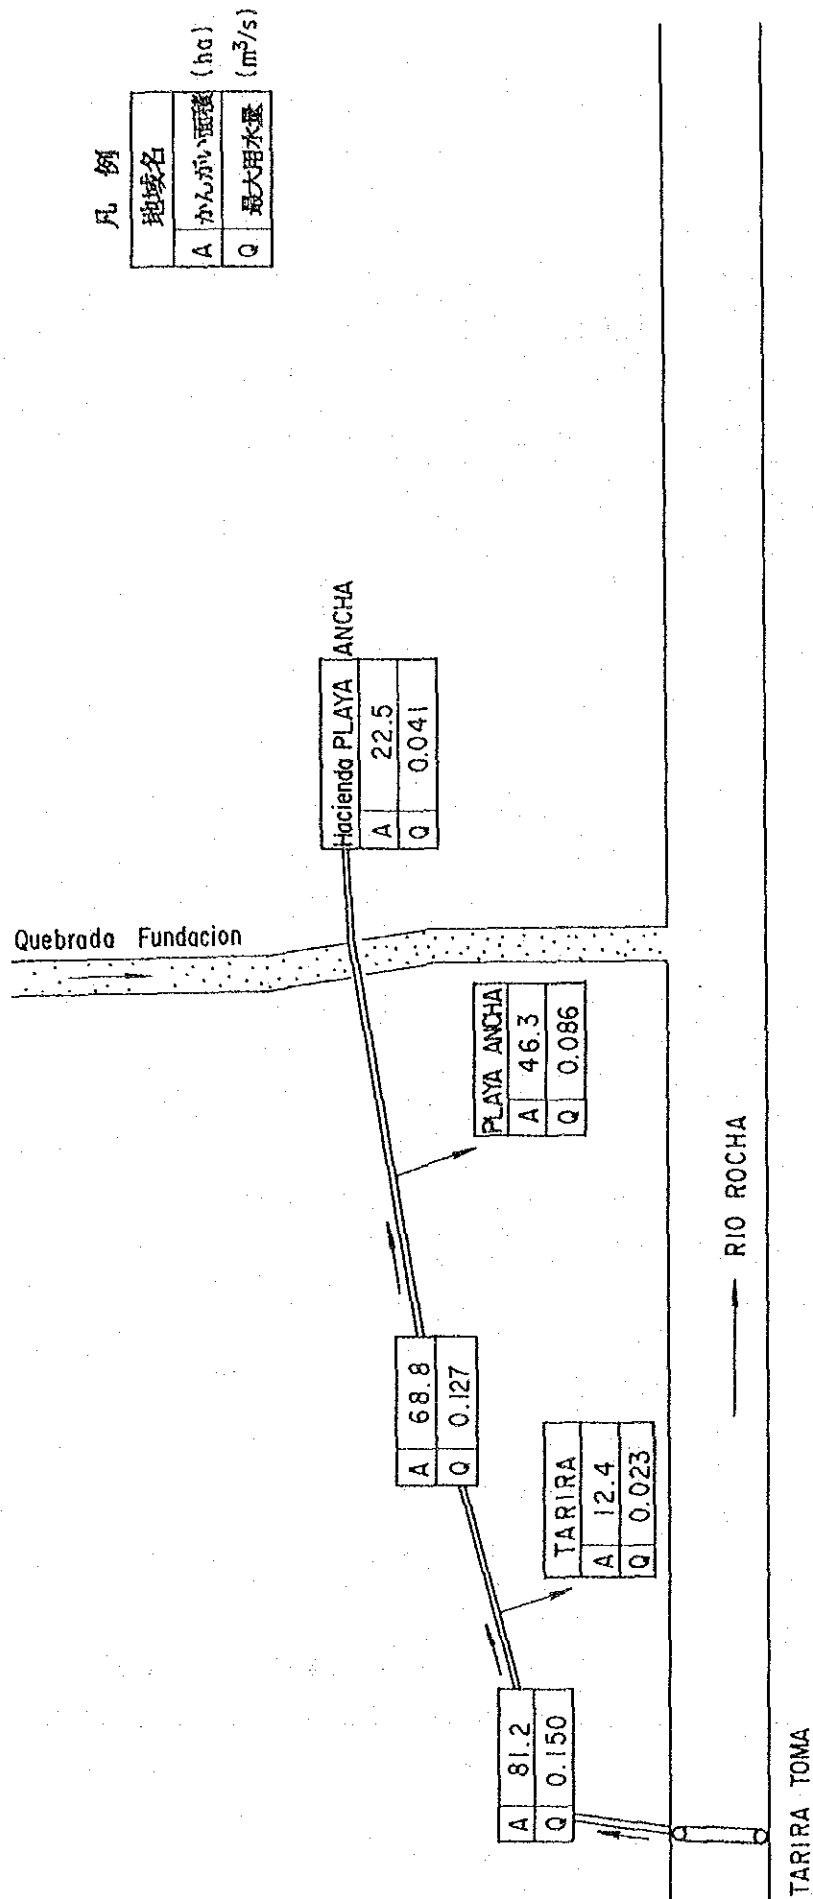 凡例
地域名
A かんがい面積 (ha)
Q 最大用水量 (m³/s)
Hacienda PLAYA ANCHA
A 22.5
Q 0.041
Quebrada Fundacion
PLAYA ANCHA
A 46.3
Q 0.086
A 68.8
Q 0.127
TARIRA
A 12.4
Q 0.023
A 81.2
Q 0.150
RIO ROCHA
TARIRA TOMA